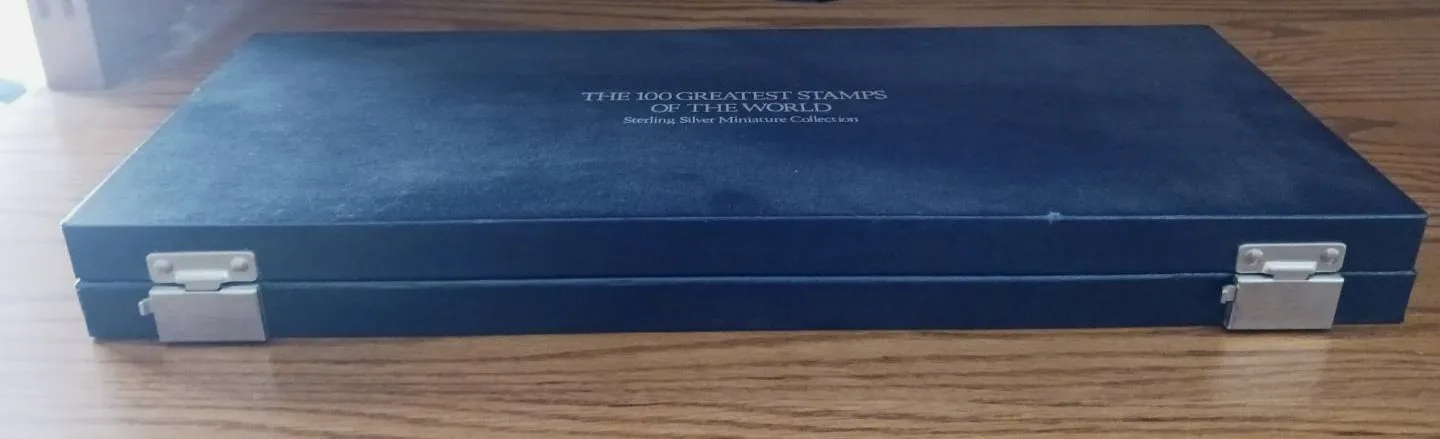 THE 100 GREATEST STAMPS
OF THE WORLD
Sterling Silver Miniature Collection